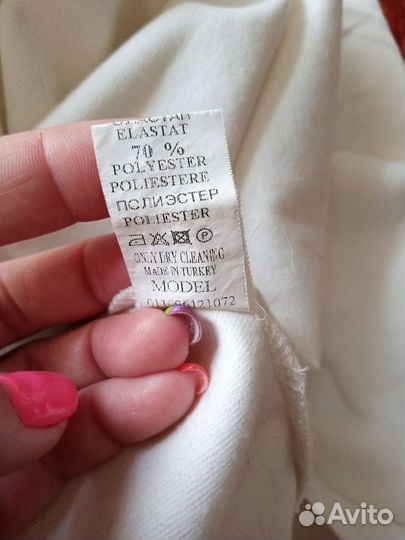 ELASTAT
70 %
POLYESTER
POLIESTERE
ПОЛИЭСТЕР
POLIESTER
ONLY DRY CLEANING
MADE IN TURKEY
MODEL
Avito